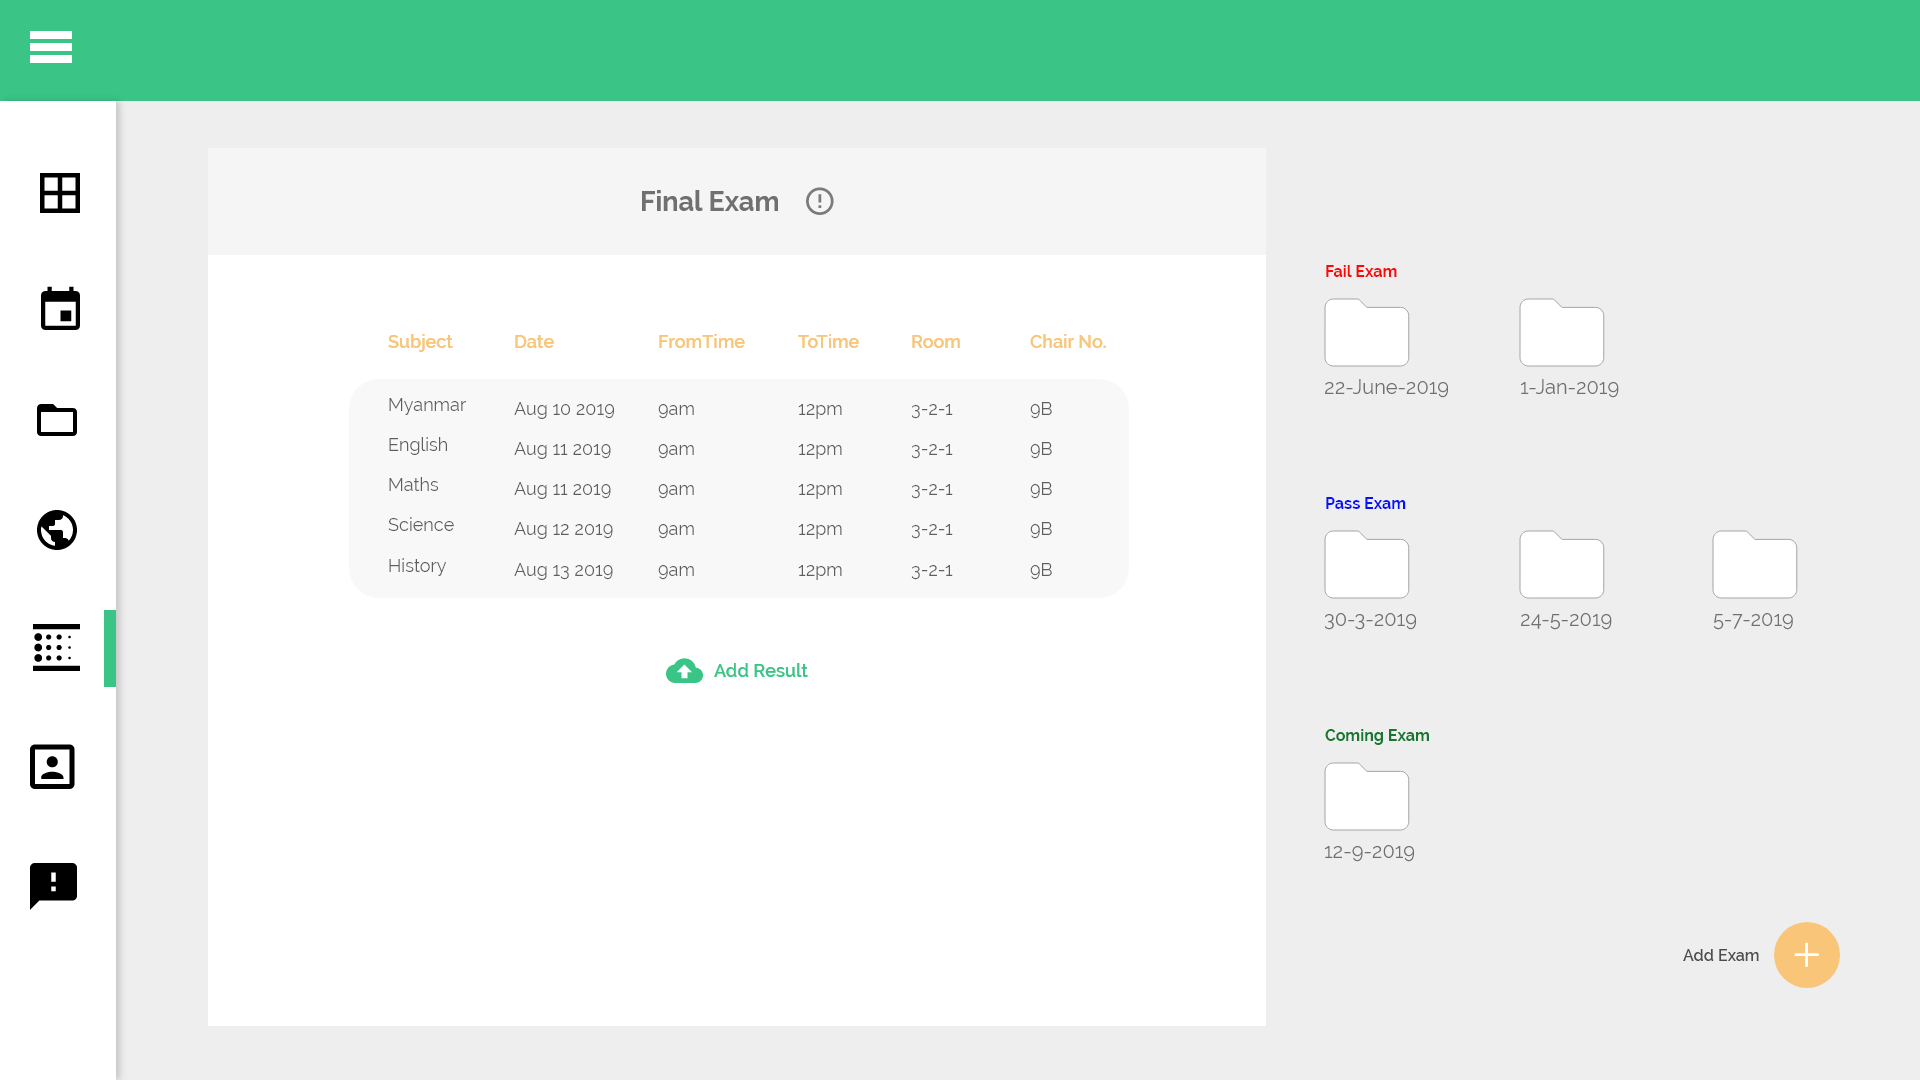 Final Exam
Subject Date FromTime ToTime Room Chair No.
Myanmar Aug 10 2019 9am 12pm 3-2-1 9B
English Aug 11 2019 9am 12pm 3-2-1 9B
Maths Aug 11 2019 9am 12pm 3-2-1 9B
Science Aug 12 2019 9am 12pm 3-2-1 9B
History Aug 13 2019 9am 12pm 3-2-1 9B
Add Result
Fail Exam
22-June-2019 1-Jan-2019
Pass Exam
30-3-2019 24-5-2019 5-7-2019
Coming Exam
12-9-2019
Add Exam